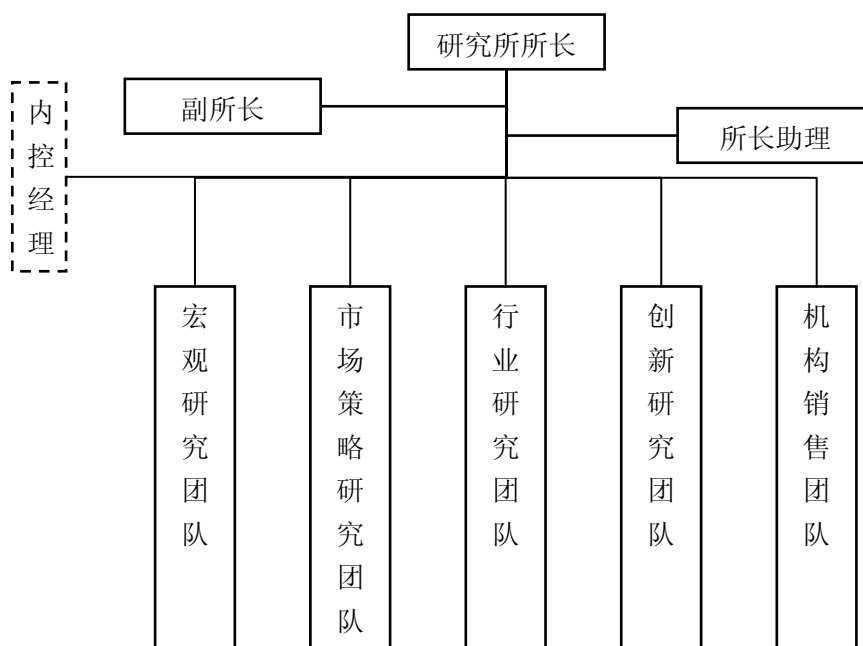 研究所所长
副所长
所长助理
内控经理
宏观研究团队
市场策略研究团队
行业研究团队
创新研究团队
机构销售团队